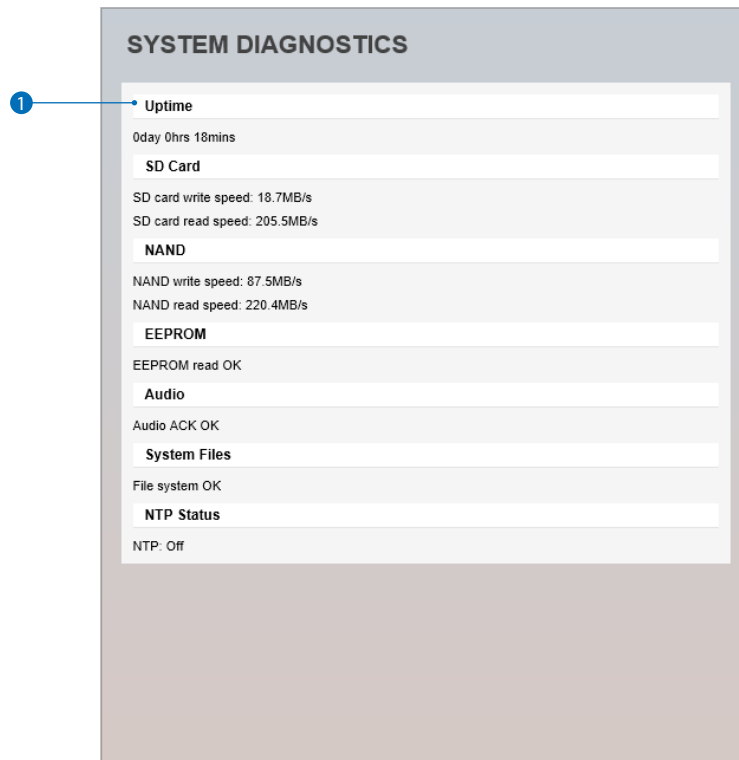 SYSTEM DIAGNOSTICS
1
Uptime
0day 0hrs 18mins
SD Card
SD card write speed: 18.7MB/s
SD card read speed: 205.5MB/s
NAND
NAND write speed: 87.5MB/s
NAND read speed: 220.4MB/s
EEPROM
EEPROM read OK
Audio
Audio ACK OK
System Files
File system OK
NTP Status
NTP: Off